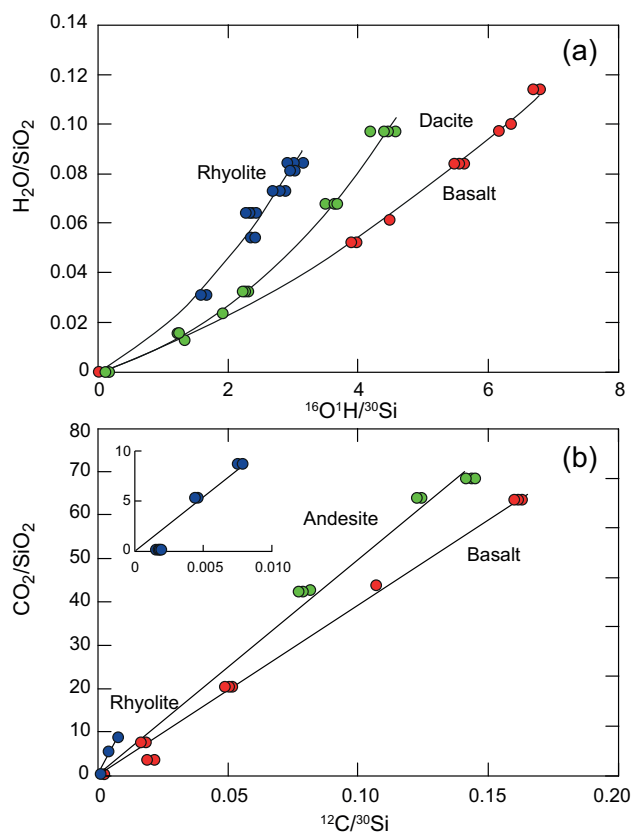 (a)
0.14
0.12
0.10
0.08
0.06
0.04
0.02
0
H₂O/SiO₂
Rhyolite
Dacite
Basalt
0 2 4 6 8
¹⁶O¹H/³⁰Si
(b)
80
70
60
50
40
30
20
10
0
CO₂/SiO₂
10
5
0
0 0.005 0.010
Andesite
Basalt
Rhyolite
0 0.05 0.10 0.15 0.20
¹²C/³⁰Si